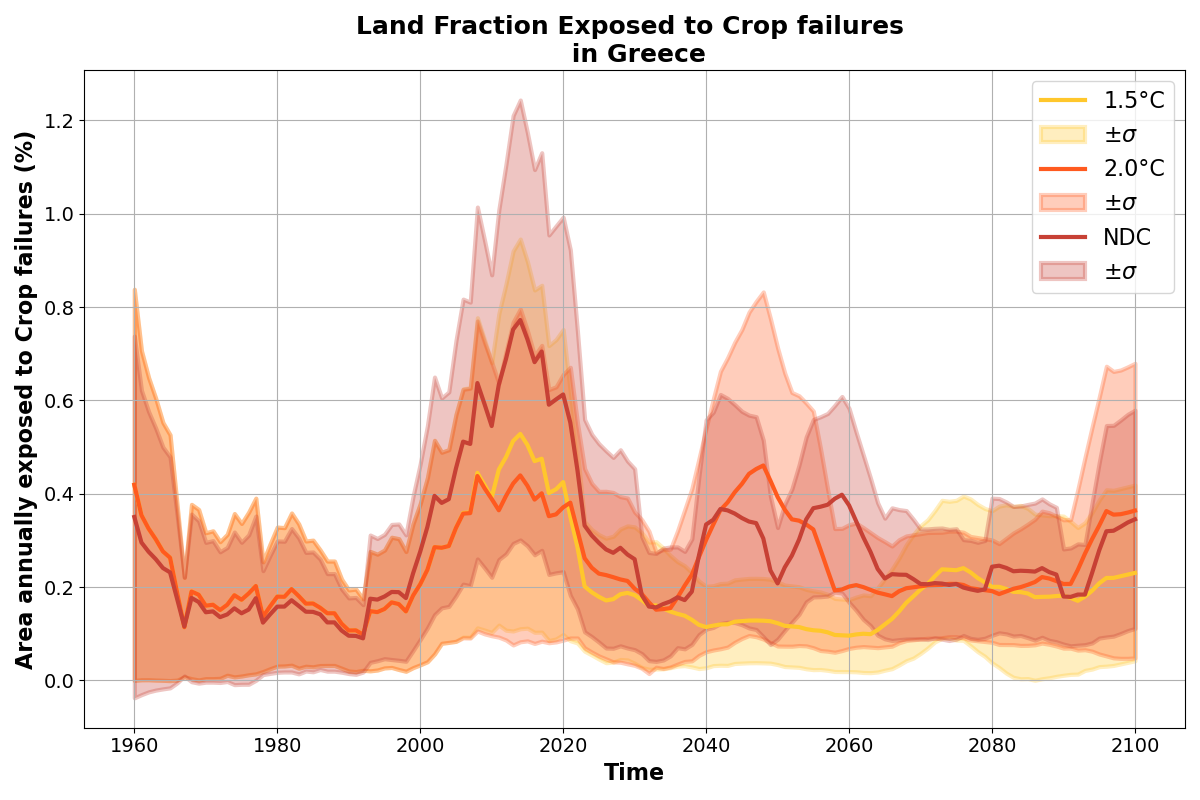 Land Fraction Exposed to Crop failures
in Greece
Area annually exposed to Crop failures (%)
1.2
1.0
0.8
0.6
0.4
0.2
0.0
1.5°C
±σ
2.0°C
±σ
NDC
±σ
1960
1980
2000
2020
2040
2060
2080
2100
Time